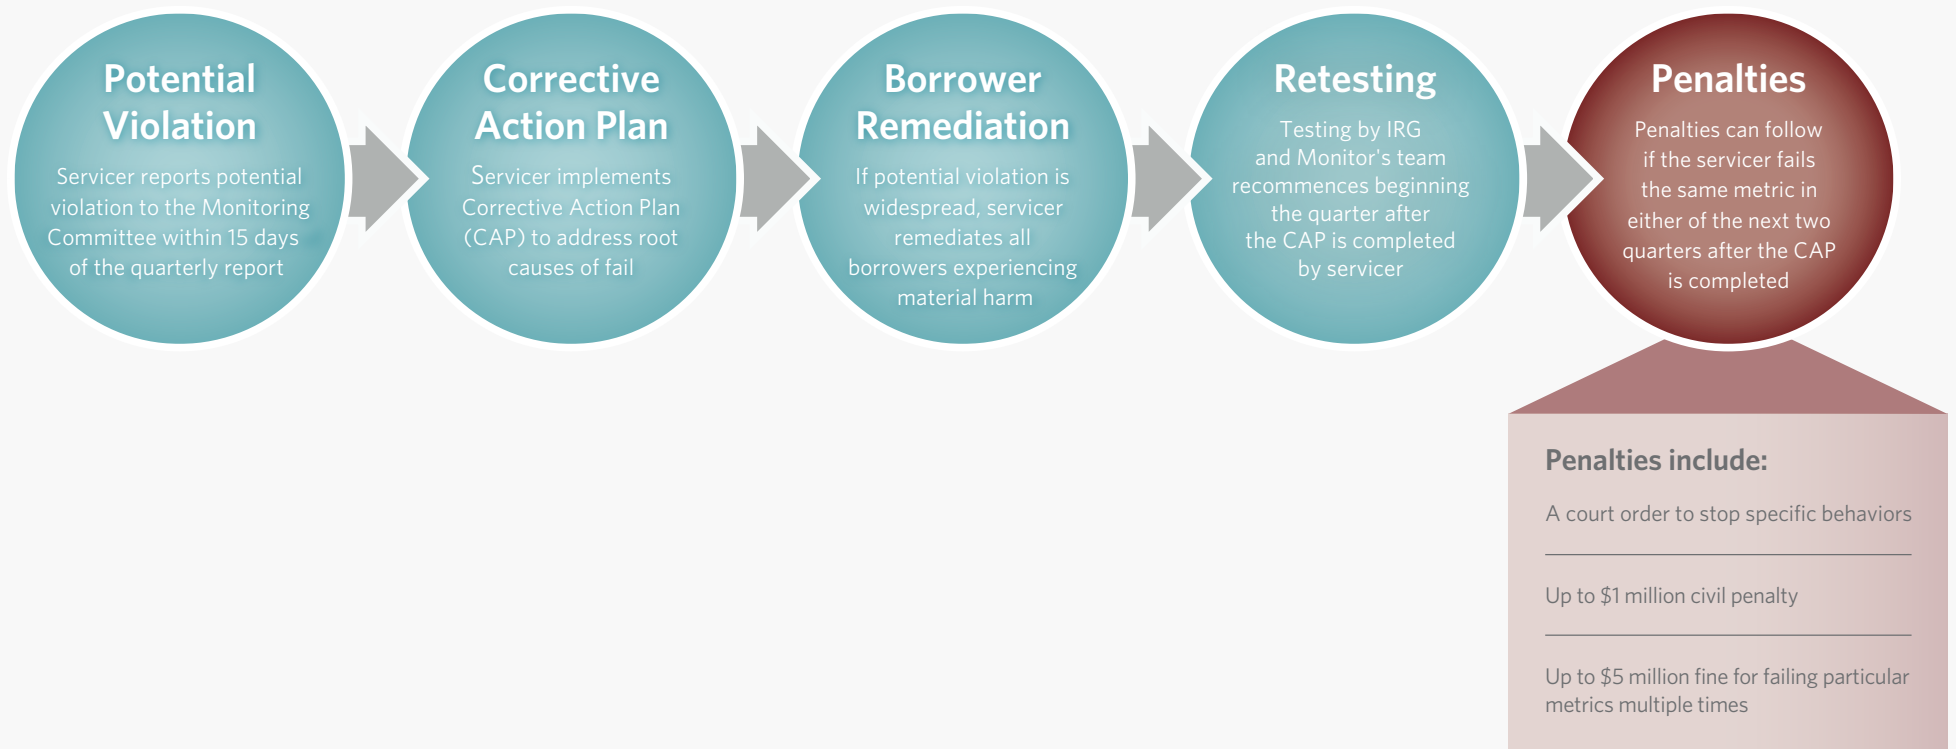 Potential
Violation
Servicer reports potential
violation to the Monitoring
Committee within 15 days
of the quarterly report
Corrective
Action Plan
Servicer implements
Corrective Action Plan
(CAP) to address root
causes of fail
Borrower
Remediation
If potential violation is
widespread, servicer
remediates all
borrowers experiencing
material harm
Retesting
Testing by IRG
and Monitor's team
recommences beginning
the quarter after
the CAP is completed
by servicer
Penalties
Penalties can follow
if the servicer fails
the same metric in
either of the next two
quarters after the CAP
is completed
Penalties include:
A court order to stop specific behaviors
Up to $1 million civil penalty
Up to $5 million fine for failing particular
metrics multiple times